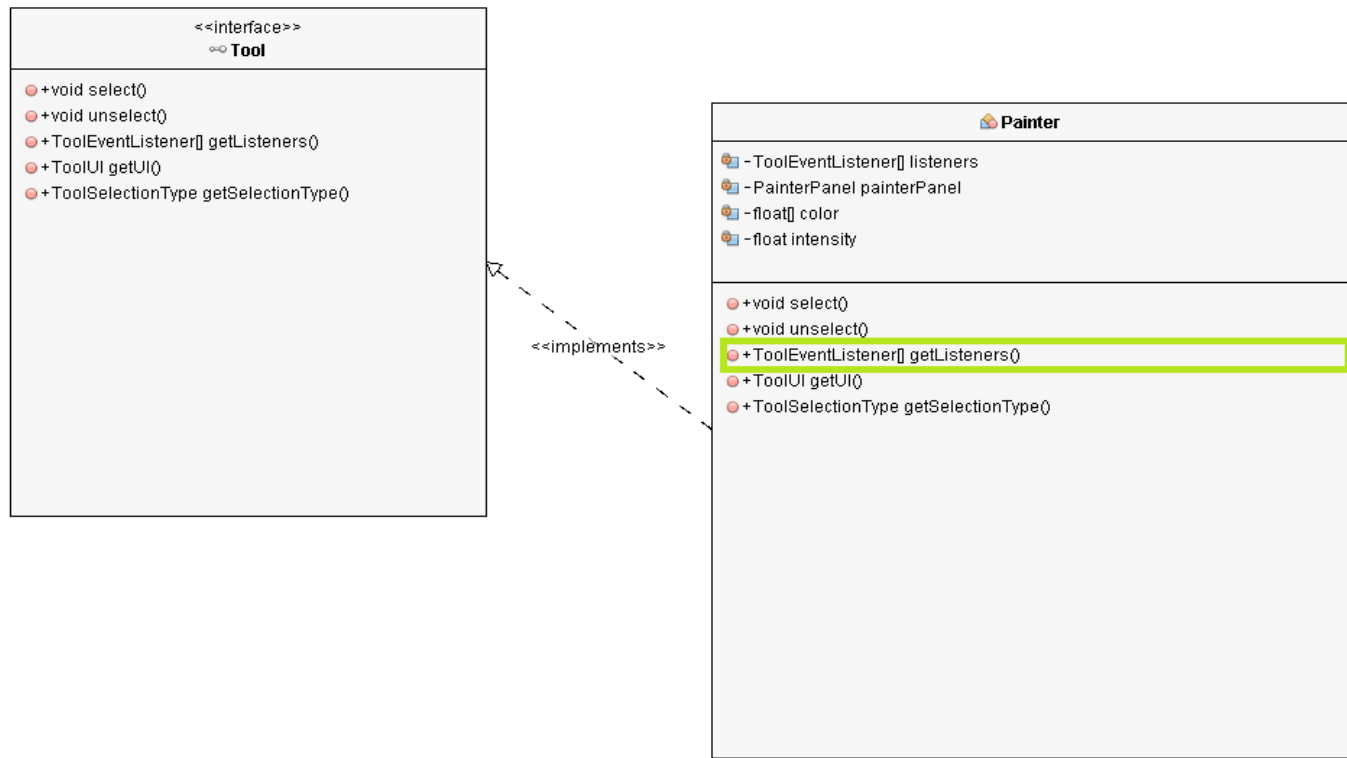 <<interface>>
Tool
+void select()
+void unselect()
+ToolEventListener[] getListeners()
+ToolUI getUI()
+ToolSelectionType getSelectionType()
<<implements>>
Painter
-ToolEventListener[] listeners
-PainterPanel painterPanel
-float[] color
-float intensity
+void select()
+void unselect()
+ToolEventListener[] getListeners()
+ToolUI getUI()
+ToolSelectionType getSelectionType()